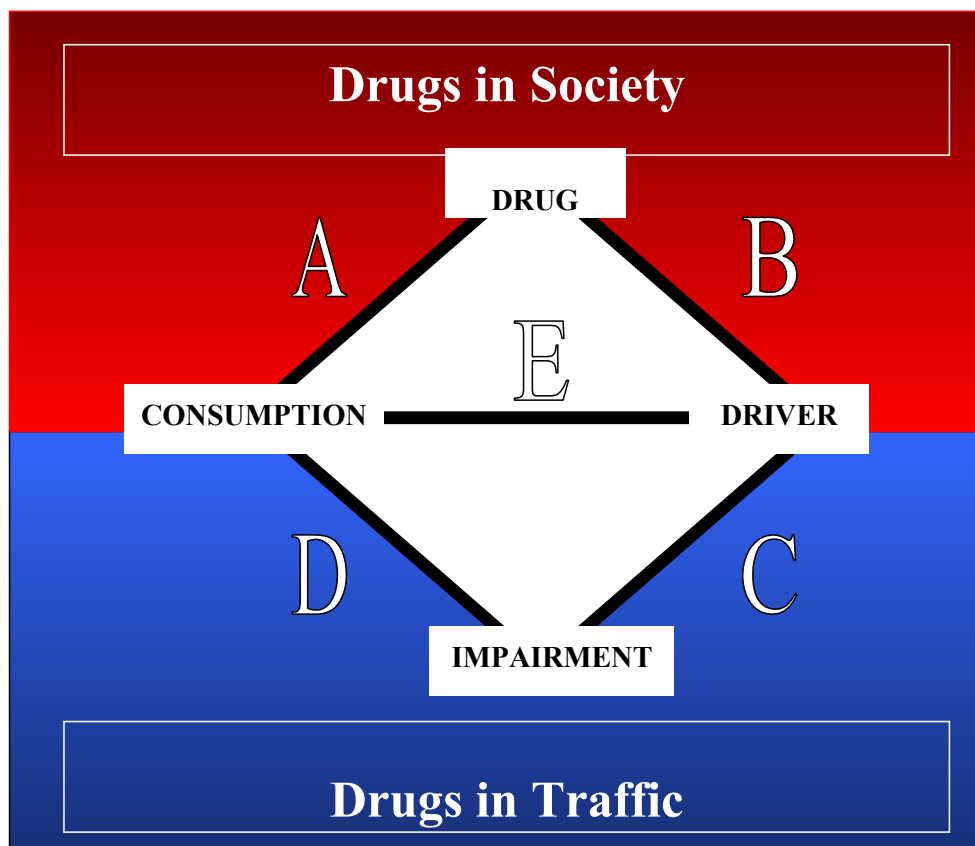 Drugs in Society
DRUG
A
B
E
CONSUMPTION
DRIVER
D
C
IMPAIRMENT
Drugs in Traffic